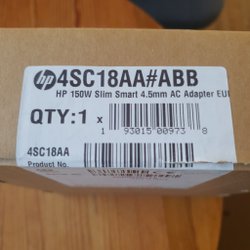 hp 4SC18AA#ABB
HP 150W Slim Smart 4.5mm AC Adapter EU
QTY:1 x
1 93015 00973 8
4SC18AA
Product No.